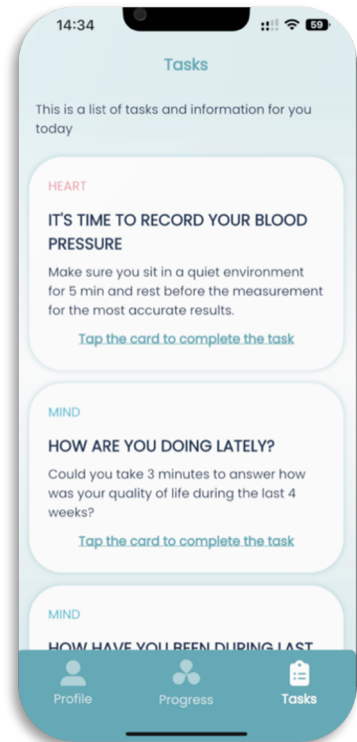 14:34
59
Tasks
This is a list of tasks and information for you
today
HEART
IT'S TIME TO RECORD YOUR BLOOD
PRESSURE
Make sure you sit in a quiet environment
for 5 min and rest before the measurement
for the most accurate results.
Tap the card to complete the task
MIND
HOW ARE YOU DOING LATELY?
Could you take 3 minutes to answer how
was your quality of life during the last 4
weeks?
Tap the card to complete the task
MIND
HOW HAVE YOU BEEN DURING LAST
Profile
Progress
Tasks